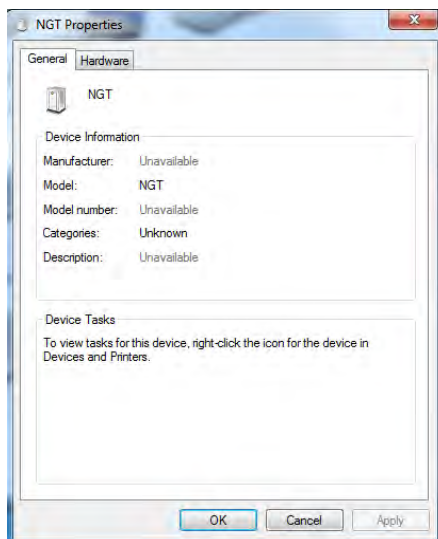 NGT Properties
General Hardware
NGT
Device Information
Manufacturer: Unavailable
Model: NGT
Model number: Unavailable
Categories: Unknown
Description: Unavailable
Device Tasks
To view tasks for this device, right-click the icon for the device in
Devices and Printers.
OK Cancel Apply